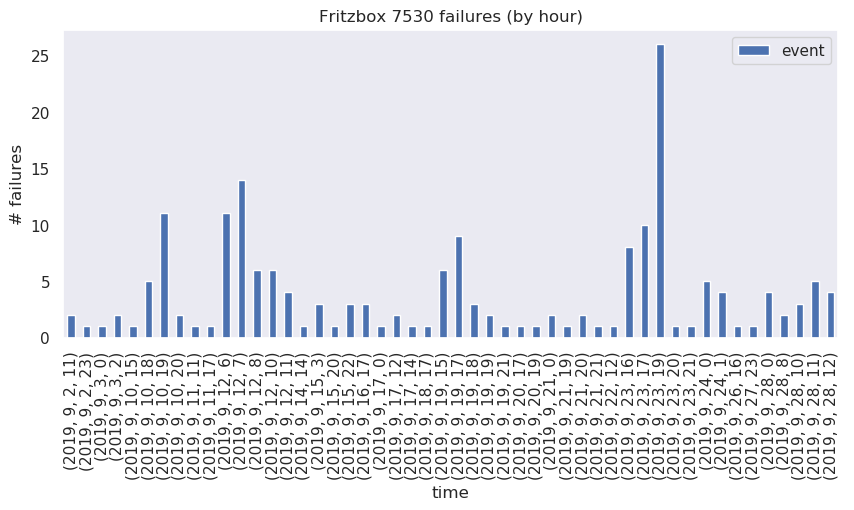 Fritzbox 7530 failures (by hour)
event
# failures
25
20
15
10
5
0
(2019, 9, 2, 11)
(2019, 9, 2, 23)
(2019, 9, 3, 0)
(2019, 9, 3, 2)
(2019, 9, 10, 15)
(2019, 9, 10, 18)
(2019, 9, 10, 19)
(2019, 9, 10, 20)
(2019, 9, 11, 11)
(2019, 9, 11, 17)
(2019, 9, 12, 6)
(2019, 9, 12, 7)
(2019, 9, 12, 8)
(2019, 9, 12, 10)
(2019, 9, 12, 11)
(2019, 9, 14, 14)
(2019, 9, 15, 3)
(2019, 9, 15, 20)
(2019, 9, 15, 22)
(2019, 9, 16, 17)
(2019, 9, 17, 0)
(2019, 9, 17, 12)
(2019, 9, 17, 14)
(2019, 9, 18, 17)
(2019, 9, 19, 15)
(2019, 9, 19, 17)
(2019, 9, 19, 18)
(2019, 9, 19, 19)
(2019, 9, 19, 21)
(2019, 9, 20, 17)
(2019, 9, 20, 19)
(2019, 9, 21, 0)
(2019, 9, 21, 19)
(2019, 9, 21, 20)
(2019, 9, 21, 21)
(2019, 9, 22, 12)
(2019, 9, 23, 16)
(2019, 9, 23, 17)
(2019, 9, 23, 19)
(2019, 9, 23, 20)
(2019, 9, 23, 21)
(2019, 9, 24, 0)
(2019, 9, 24, 1)
(2019, 9, 26, 16)
(2019, 9, 27, 23)
(2019, 9, 28, 0)
(2019, 9, 28, 8)
(2019, 9, 28, 10)
(2019, 9, 28, 11)
(2019, 9, 28, 12)
time